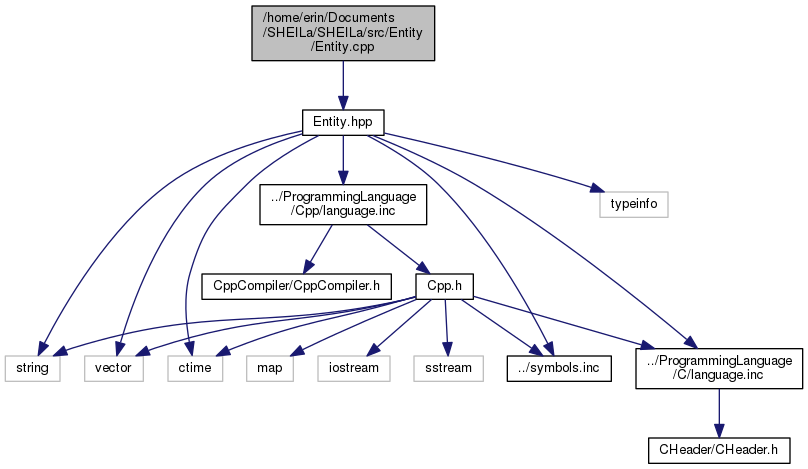 /home/erin/Documents
/SHEILa/SHEILa/src/Entity
/Entity.cpp
Entity.hpp
../ProgrammingLanguage
/Cpp/language.inc
typeinfo
CppCompiler/CppCompiler.h
Cpp.h
string
vector
ctime
map
iostream
sstream
../symbols.inc
../ProgrammingLanguage
/C/language.inc
CHeader/CHeader.h